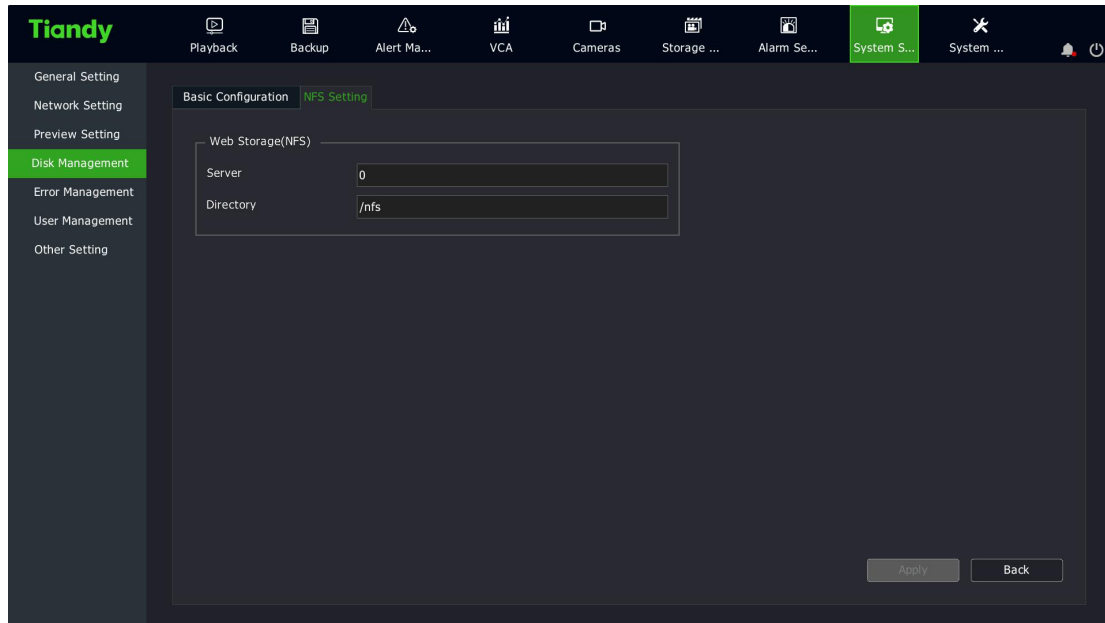 Tiandy
Playback Backup Alert Ma... VCA Cameras Storage ... Alarm Se... System S... System ...
General Setting
Network Setting
Preview Setting
Disk Management
Error Management
User Management
Other Setting
Basic Configuration NFS Setting
Web Storage(NFS)
Server 0
Directory /nfs
Apply Back